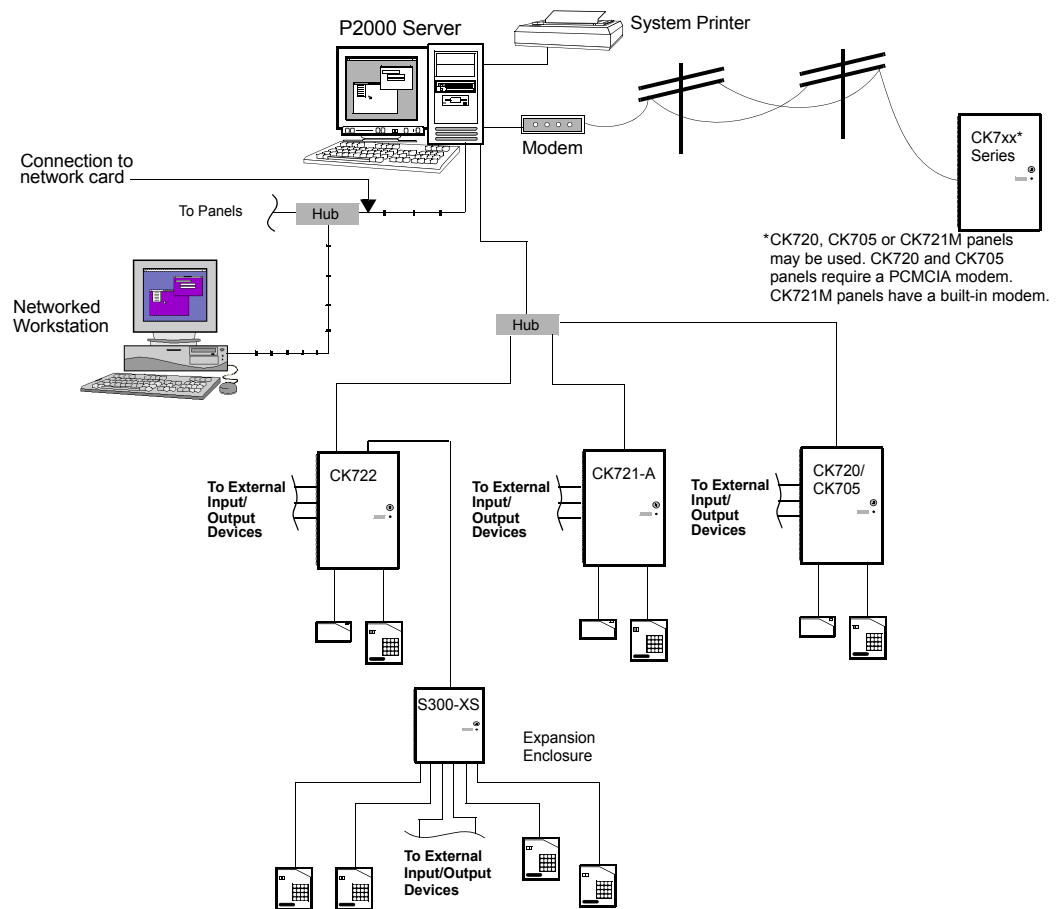 P2000 Server
System Printer
Modem
CK7xx*
Series
*CK720, CK705 or CK721M panels
may be used. CK720 and CK705
panels require a PCMCIA modem.
CK721M panels have a built-in modem.
Connection to
network card
To Panels
Hub
Networked
Workstation
Hub
CK722
To External
Input/
Output
Devices
CK721-A
To External
Input/
Output
Devices
CK720/
CK705
To External
Input/
Output
Devices
S300-XS
Expansion
Enclosure
To External
Input/Output
Devices